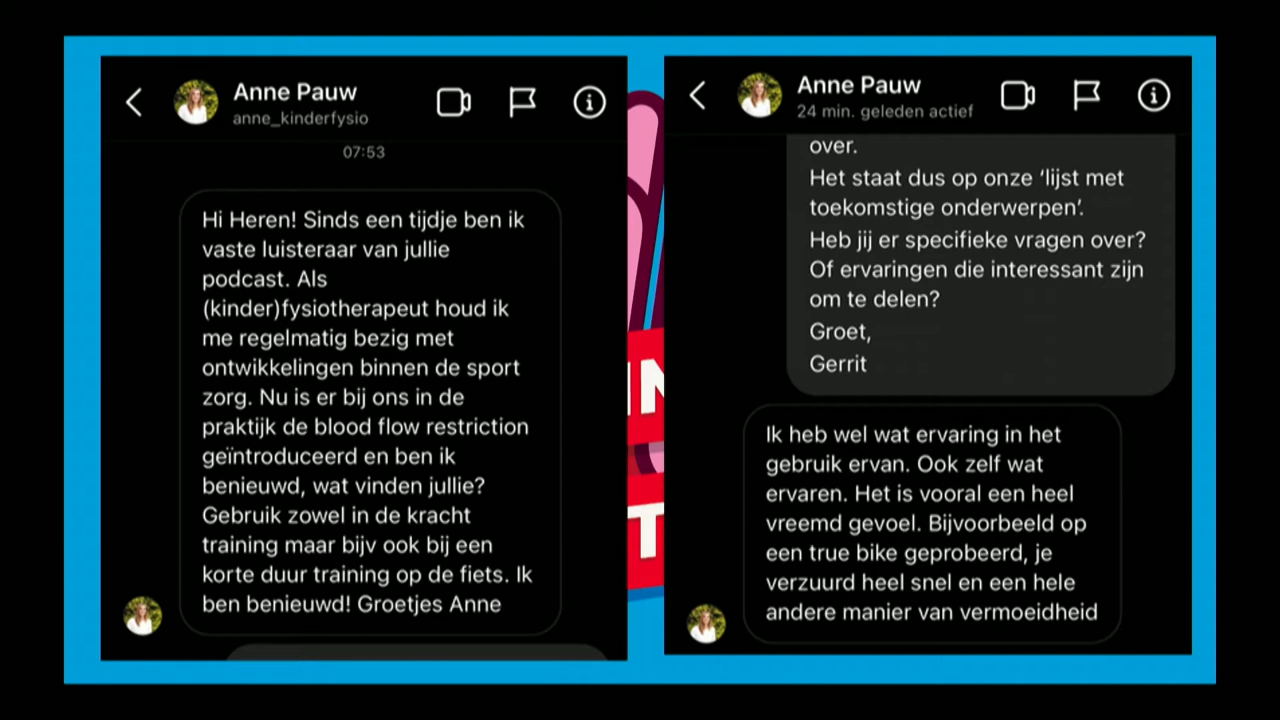 Anne Pauw
anne_kinderfysio
07:53
Hi Heren! Sinds een tijdje ben ik
vaste luisteraar van jullie
podcast. Als
(kinder)fysiotherapeut houd ik
me regelmatig bezig met
ontwikkelingen binnen de sport
zorg. Nu is er bij ons in de
praktijk de blood flow restriction
geïntroduceerd en ben ik
benieuwd, wat vinden jullie?
Gebruik zowel in de kracht
training maar bijv ook bij een
korte duur training op de fiets. Ik
ben benieuwd! Groetjes Anne
Anne Pauw
24 min. geleden actief
over.
Het staat dus op onze ‘lijst met
toekomstige onderwerpen’.
Heb jij er specifieke vragen over?
Of ervaringen die interessant zijn
om te delen?
Groet,
Gerrit
Ik heb wel wat ervaring in het
gebruik ervan. Ook zelf wat
ervaren. Het is vooral een heel
vreemd gevoel. Bijvoorbeeld op
een true bike geprobeerd, je
verzuurd heel snel en een hele
andere manier van vermoeidheid